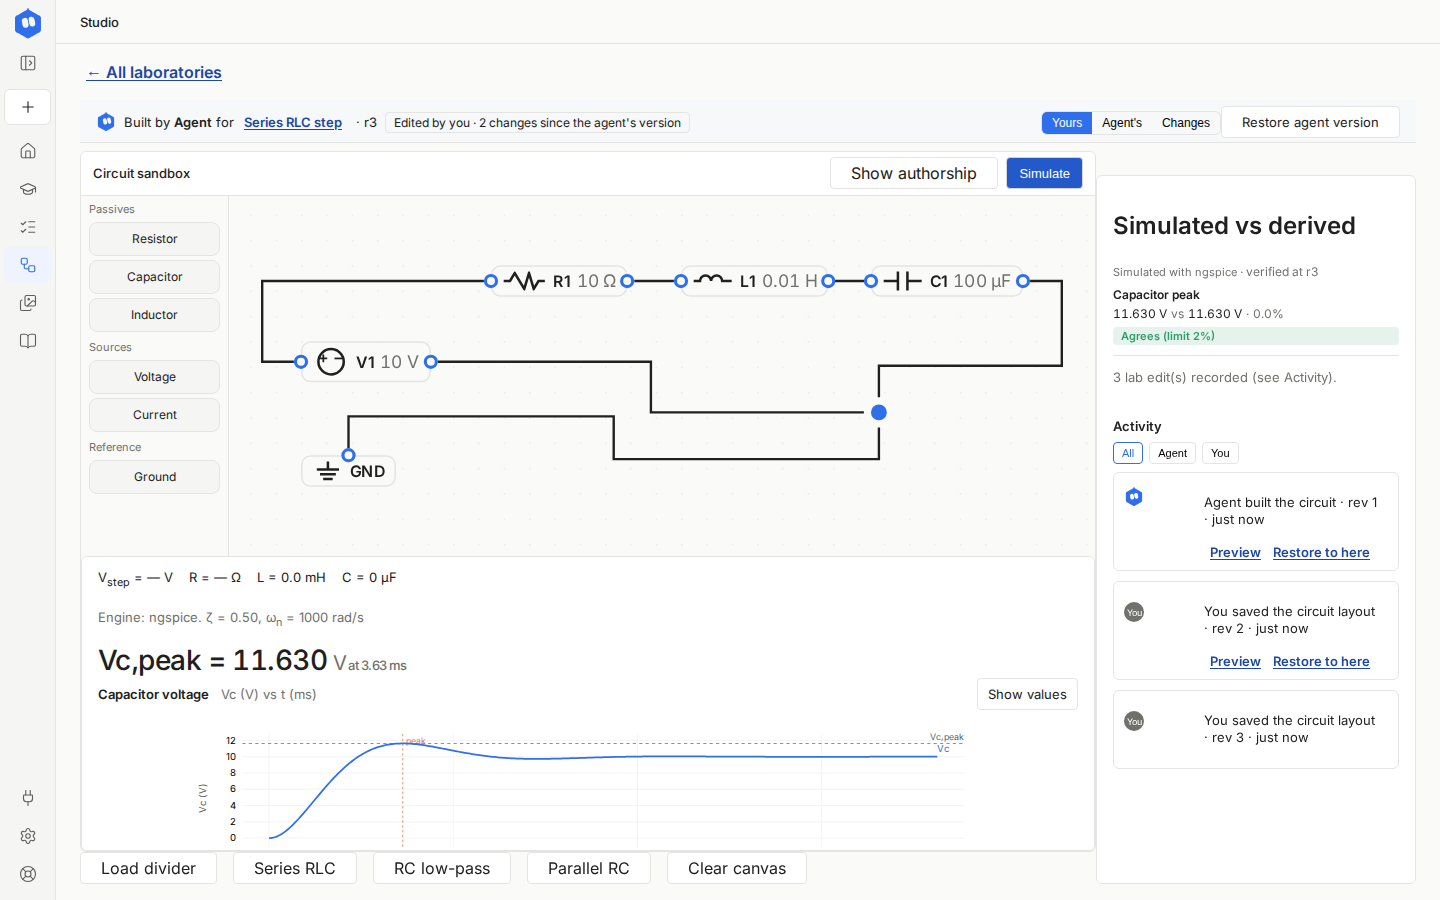 Studio
← All laboratories
Built by Agent for Series RLC step · r3 Edited by you · 2 changes since the agent's version Yours Agent's Changes Restore agent version
Circuit sandbox Show authorship Simulate
Passives
Resistor
Capacitor
Inductor
Sources
Voltage
Current
Reference
Ground
R1 10 Ω L1 0.01 H C1 100 µF
V1 10 V
GND
Vstep = — V R = — Ω L = 0.0 mH C = 0 µF
Engine: ngspice. ζ = 0.50, ωn = 1000 rad/s
Vc,peak = 11.630 V at 3.63 ms
Capacitor voltage Vc (V) vs t (ms) Show values
Vc (V)
12
10
8
6
4
2
0
peak
Vc,peak
Vc
Load divider Series RLC RC low-pass Parallel RC Clear canvas
Simulated vs derived
Simulated with ngspice · verified at r3
Capacitor peak
11.630 V vs 11.630 V · 0.0%
Agrees (limit 2%)
3 lab edit(s) recorded (see Activity).
Activity
All Agent You
Agent built the circuit · rev 1
· just now
Preview Restore to here
You You saved the circuit layout
· rev 2 · just now
Preview Restore to here
You You saved the circuit layout
· rev 3 · just now